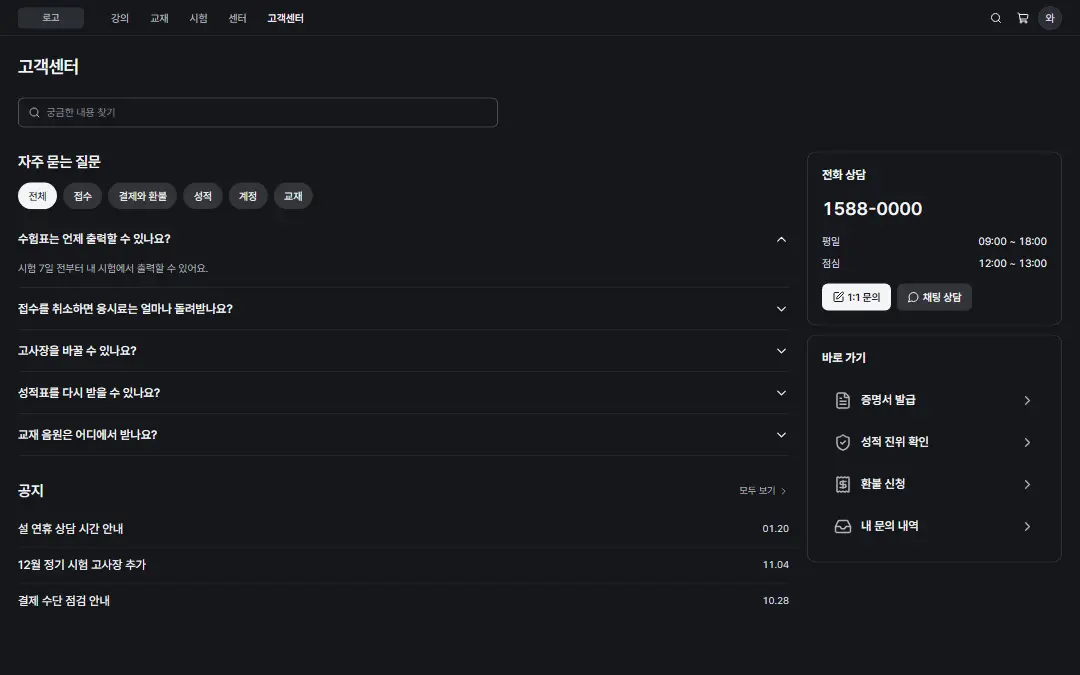 로고
강의
교재
시험
센터
고객센터
와
고객센터
궁금한 내용 찾기
자주 묻는 질문
전체
접수
결제와 환불
성적
계정
교재
수험표는 언제 출력할 수 있나요?
시험 7일 전부터 내 시험에서 출력할 수 있어요.
접수를 취소하면 응시료는 얼마나 돌려받나요?
고사장을 바꿀 수 있나요?
성적표를 다시 받을 수 있나요?
교재 음원은 어디에서 받나요?
공지
모두 보기
설 연휴 상담 시간 안내 01.20
12월 정기 시험 고사장 추가 11.04
결제 수단 점검 안내 10.28
전화 상담
1588-0000
평일 09:00 ~ 18:00
점심 12:00 ~ 13:00
1:1 문의
채팅 상담
바로 가기
증명서 발급
성적 진위 확인
환불 신청
내 문의 내역